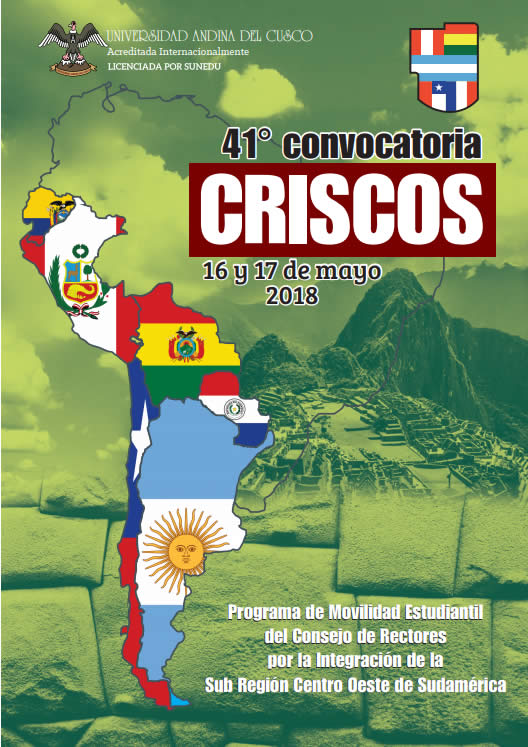 UNIVERSIDAD ANDINA DEL CUSCO
Acreditada Internacionalmente
LICENCIADA POR SUNEDU
41° convocatoria
CRISCOS
16 y 17 de mayo
2018
Programa de Movilidad Estudiantil
del Consejo de Rectores
por la Integración de la
Sub Región Centro Oeste de Sudamérica